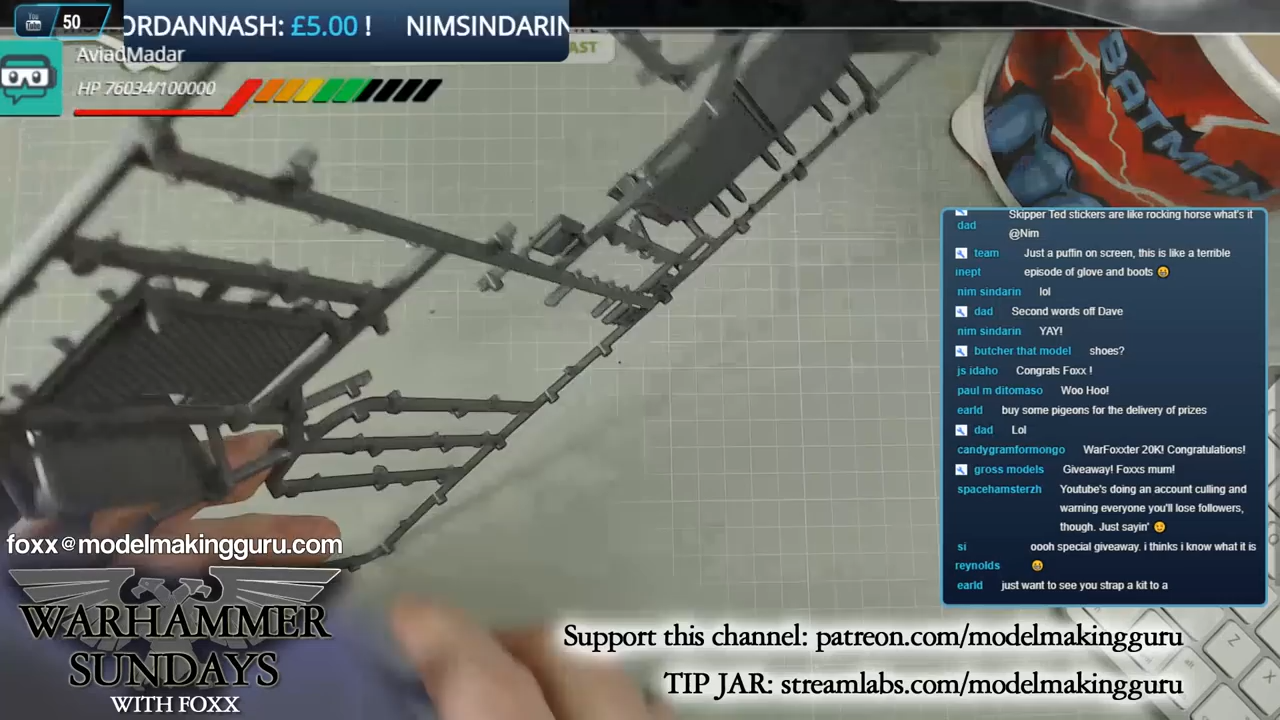 You Tube 50
ORDANNASH: £5.00 ! NIMSINDARIN
AST
AviadMadar
HP 76034/100000
BATMAN
Skipper Ted stickers are like rocking horse what's it
dad
@Nim
team Just a puffin on screen, this is like a terrible
inept episode of glove and boots
nim sindarin lol
dad Second words off Dave
nim sindarin YAY!
butcher that model shoes?
js idaho Congrats Foxx !
paul m ditomaso Woo Hoo!
earld buy some pigeons for the delivery of prizes
dad Lol
candygramformongo WarFoxxter 20K! Congratulations!
gross models Giveaway! Foxxs mum!
spacehamsterzh Youtube's doing an account culling and
warning everyone you'll lose followers,
though. Just sayin'
si oooh special giveaway. i thinks i know what it is
reynolds
earld just want to see you strap a kit to a
foxx@modelmakingguru.com
WARHAMMER
SUNDAYS
WITH FOXX
Support this channel: patreon.com/modelmakingguru
TIP JAR: streamlabs.com/modelmakingguru
Z
X